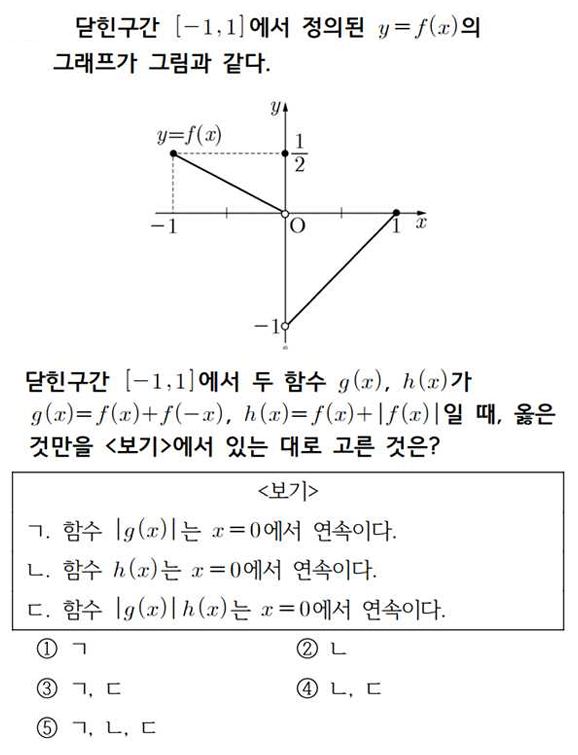 닫힌구간 [−1, 1]에서 정의된 y=f(x)의
그래프가 그림과 같다.
y
y=f(x)
1/2
−1
O
1
x
−1
닫힌구간 [−1, 1]에서 두 함수 g(x), h(x)가
g(x)=f(x)+f(−x), h(x)=f(x)+|f(x)|일 때, 옳은
것만을 <보기>에서 있는 대로 고른 것은?
<보기>
ㄱ. 함수 |g(x)|는 x=0에서 연속이다.
ㄴ. 함수 h(x)는 x=0에서 연속이다.
ㄷ. 함수 |g(x)|h(x)는 x=0에서 연속이다.
① ㄱ ② ㄴ
③ ㄱ, ㄷ ④ ㄴ, ㄷ
⑤ ㄱ, ㄴ, ㄷ